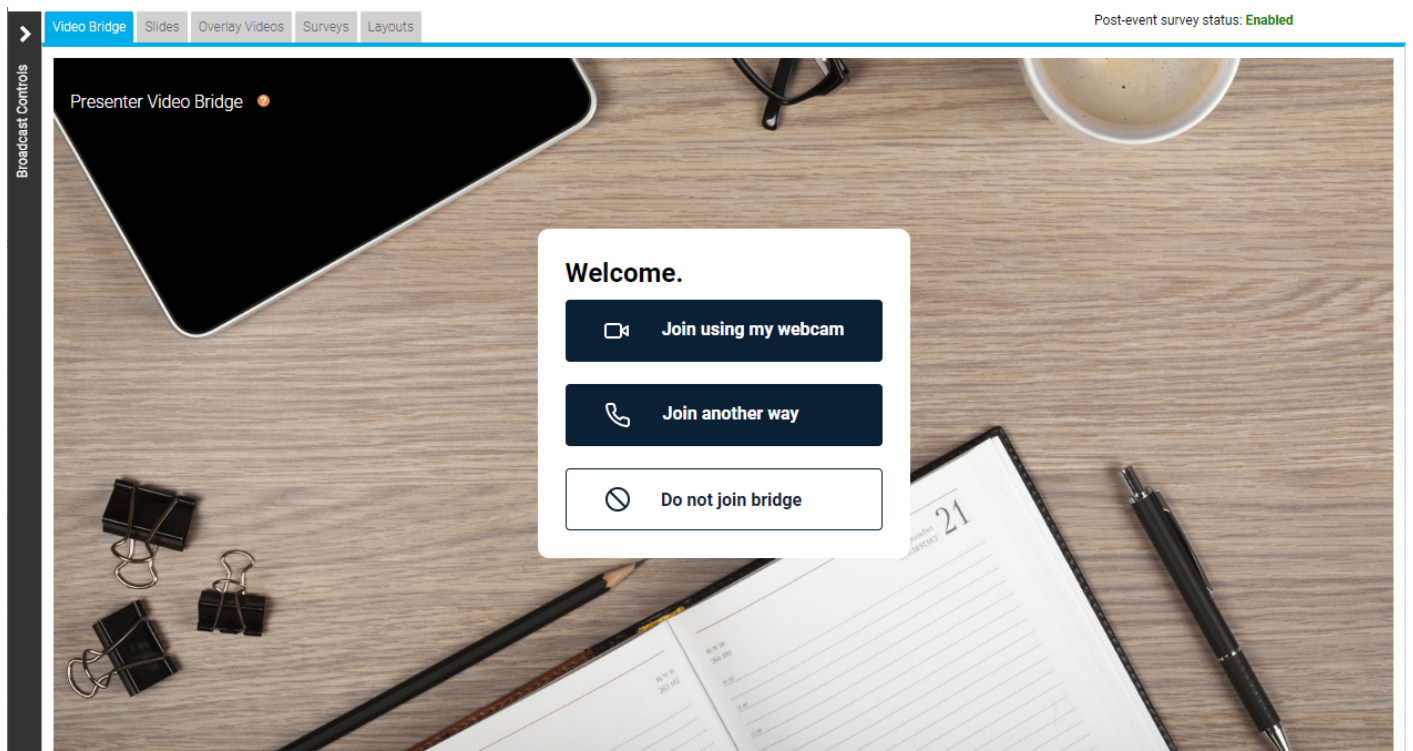 Video Bridge
Slides
Overlay Videos
Surveys
Layouts
Post-event survey status: Enabled
Broadcast Controls
Presenter Video Bridge
?
Welcome.
Join using my webcam
Join another way
Do not join bridge
21